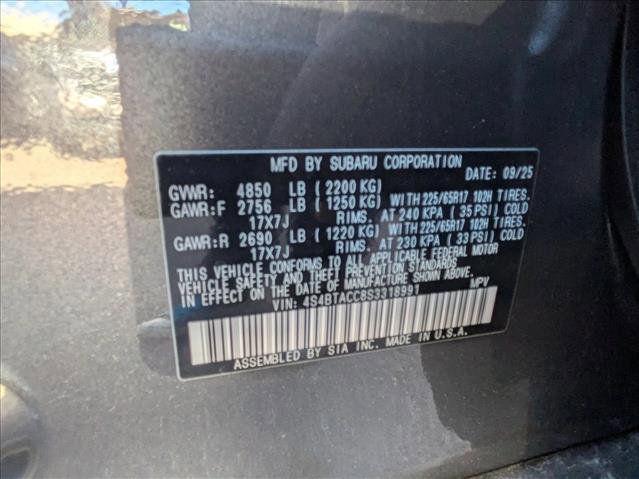 MFD BY SUBARU CORPORATION DATE: 09/25
GVWR: 4850 LB (2200 KG)
GAWR:F 2756 LB (1250 KG) WITH 225/65R17 102H TIRES.
17X7J RIMS. AT 240 KPA (35 PSI) COLD
GAWR:R 2690 LB (1220 KG) WITH 225/65R17 102H TIRES.
17X7J RIMS. AT 230 KPA (33 PSI) COLD
THIS VEHICLE CONFORMS TO ALL APPLICABLE FEDERAL MOTOR
VEHICLE SAFETY AND THEFT PREVENTION STANDARDS
IN EFFECT ON THE DATE OF MANUFACTURE SHOWN ABOVE.
VIN: 4S4BTACC8S3318991 MPV
ASSEMBLED BY SIA INC. MADE IN U.S.A.